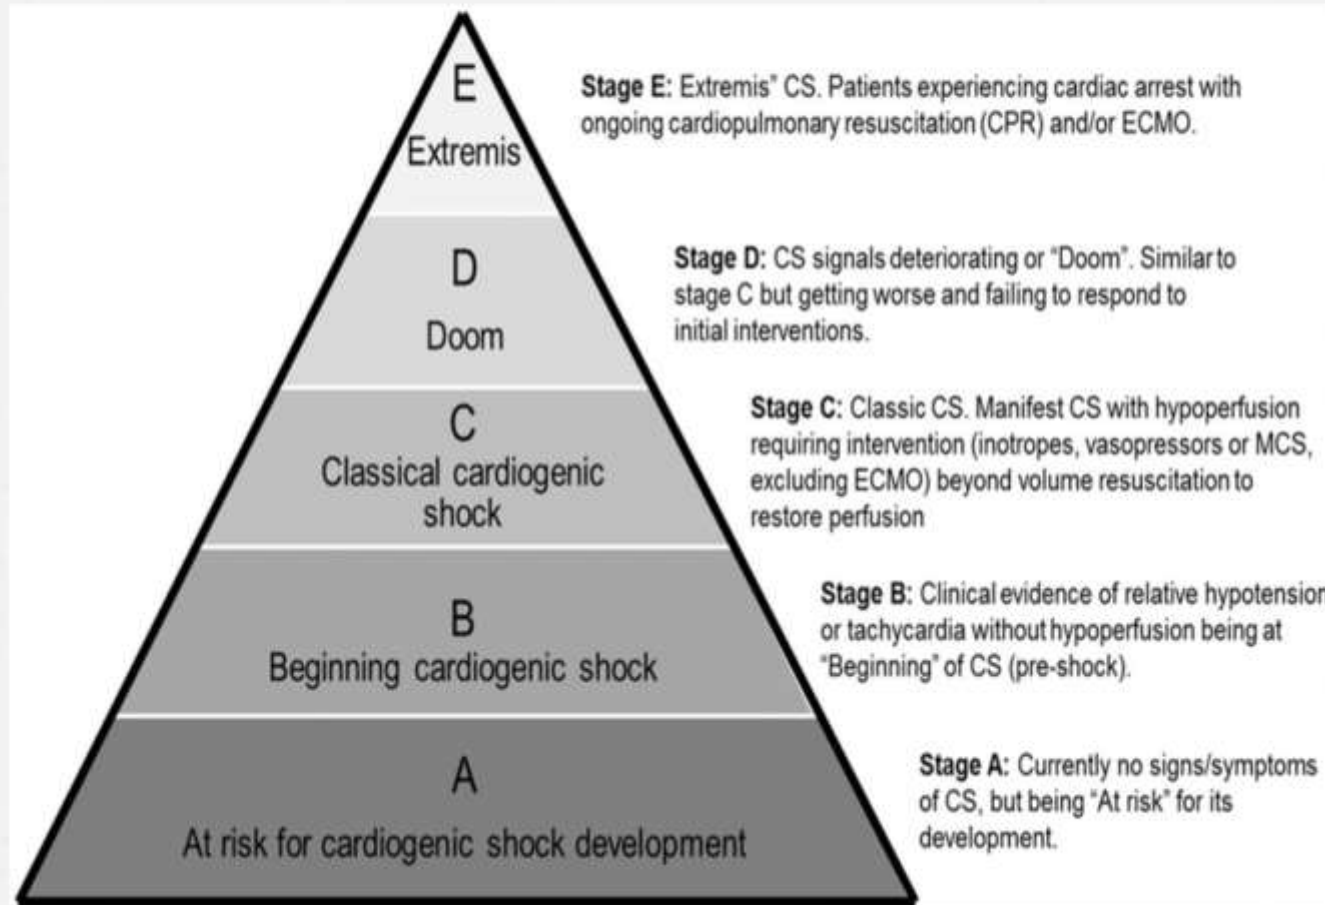 E
Extremis
Stage E: Extremis” CS. Patients experiencing cardiac arrest with
ongoing cardiopulmonary resuscitation (CPR) and/or ECMO.
D
Doom
Stage D: CS signals deteriorating or “Doom”. Similar to
stage C but getting worse and failing to respond to
initial interventions.
C
Classical cardiogenic
shock
Stage C: Classic CS. Manifest CS with hypoperfusion
requiring intervention (inotropes, vasopressors or MCS,
excluding ECMO) beyond volume resuscitation to
restore perfusion
B
Beginning cardiogenic shock
Stage B: Clinical evidence of relative hypotension
or tachycardia without hypoperfusion being at
“Beginning” of CS (pre-shock).
A
At risk for cardiogenic shock development
Stage A: Currently no signs/symptoms
of CS, but being “At risk” for its
development.